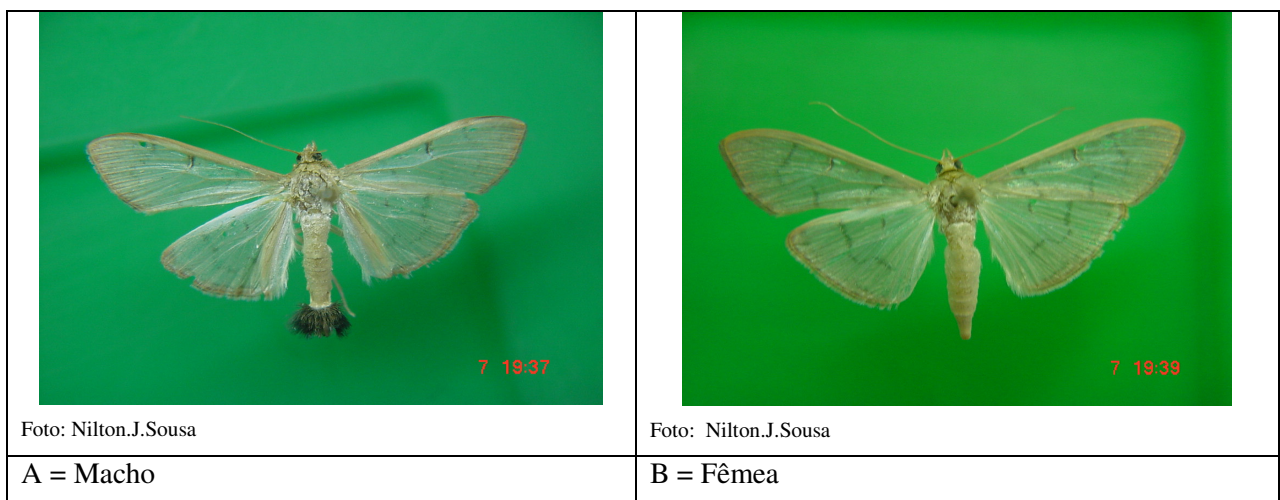 7 19:37
7 19:39
Foto: Nilton.J.Sousa
Foto: Nilton.J.Sousa
A = Macho
B = Fêmea